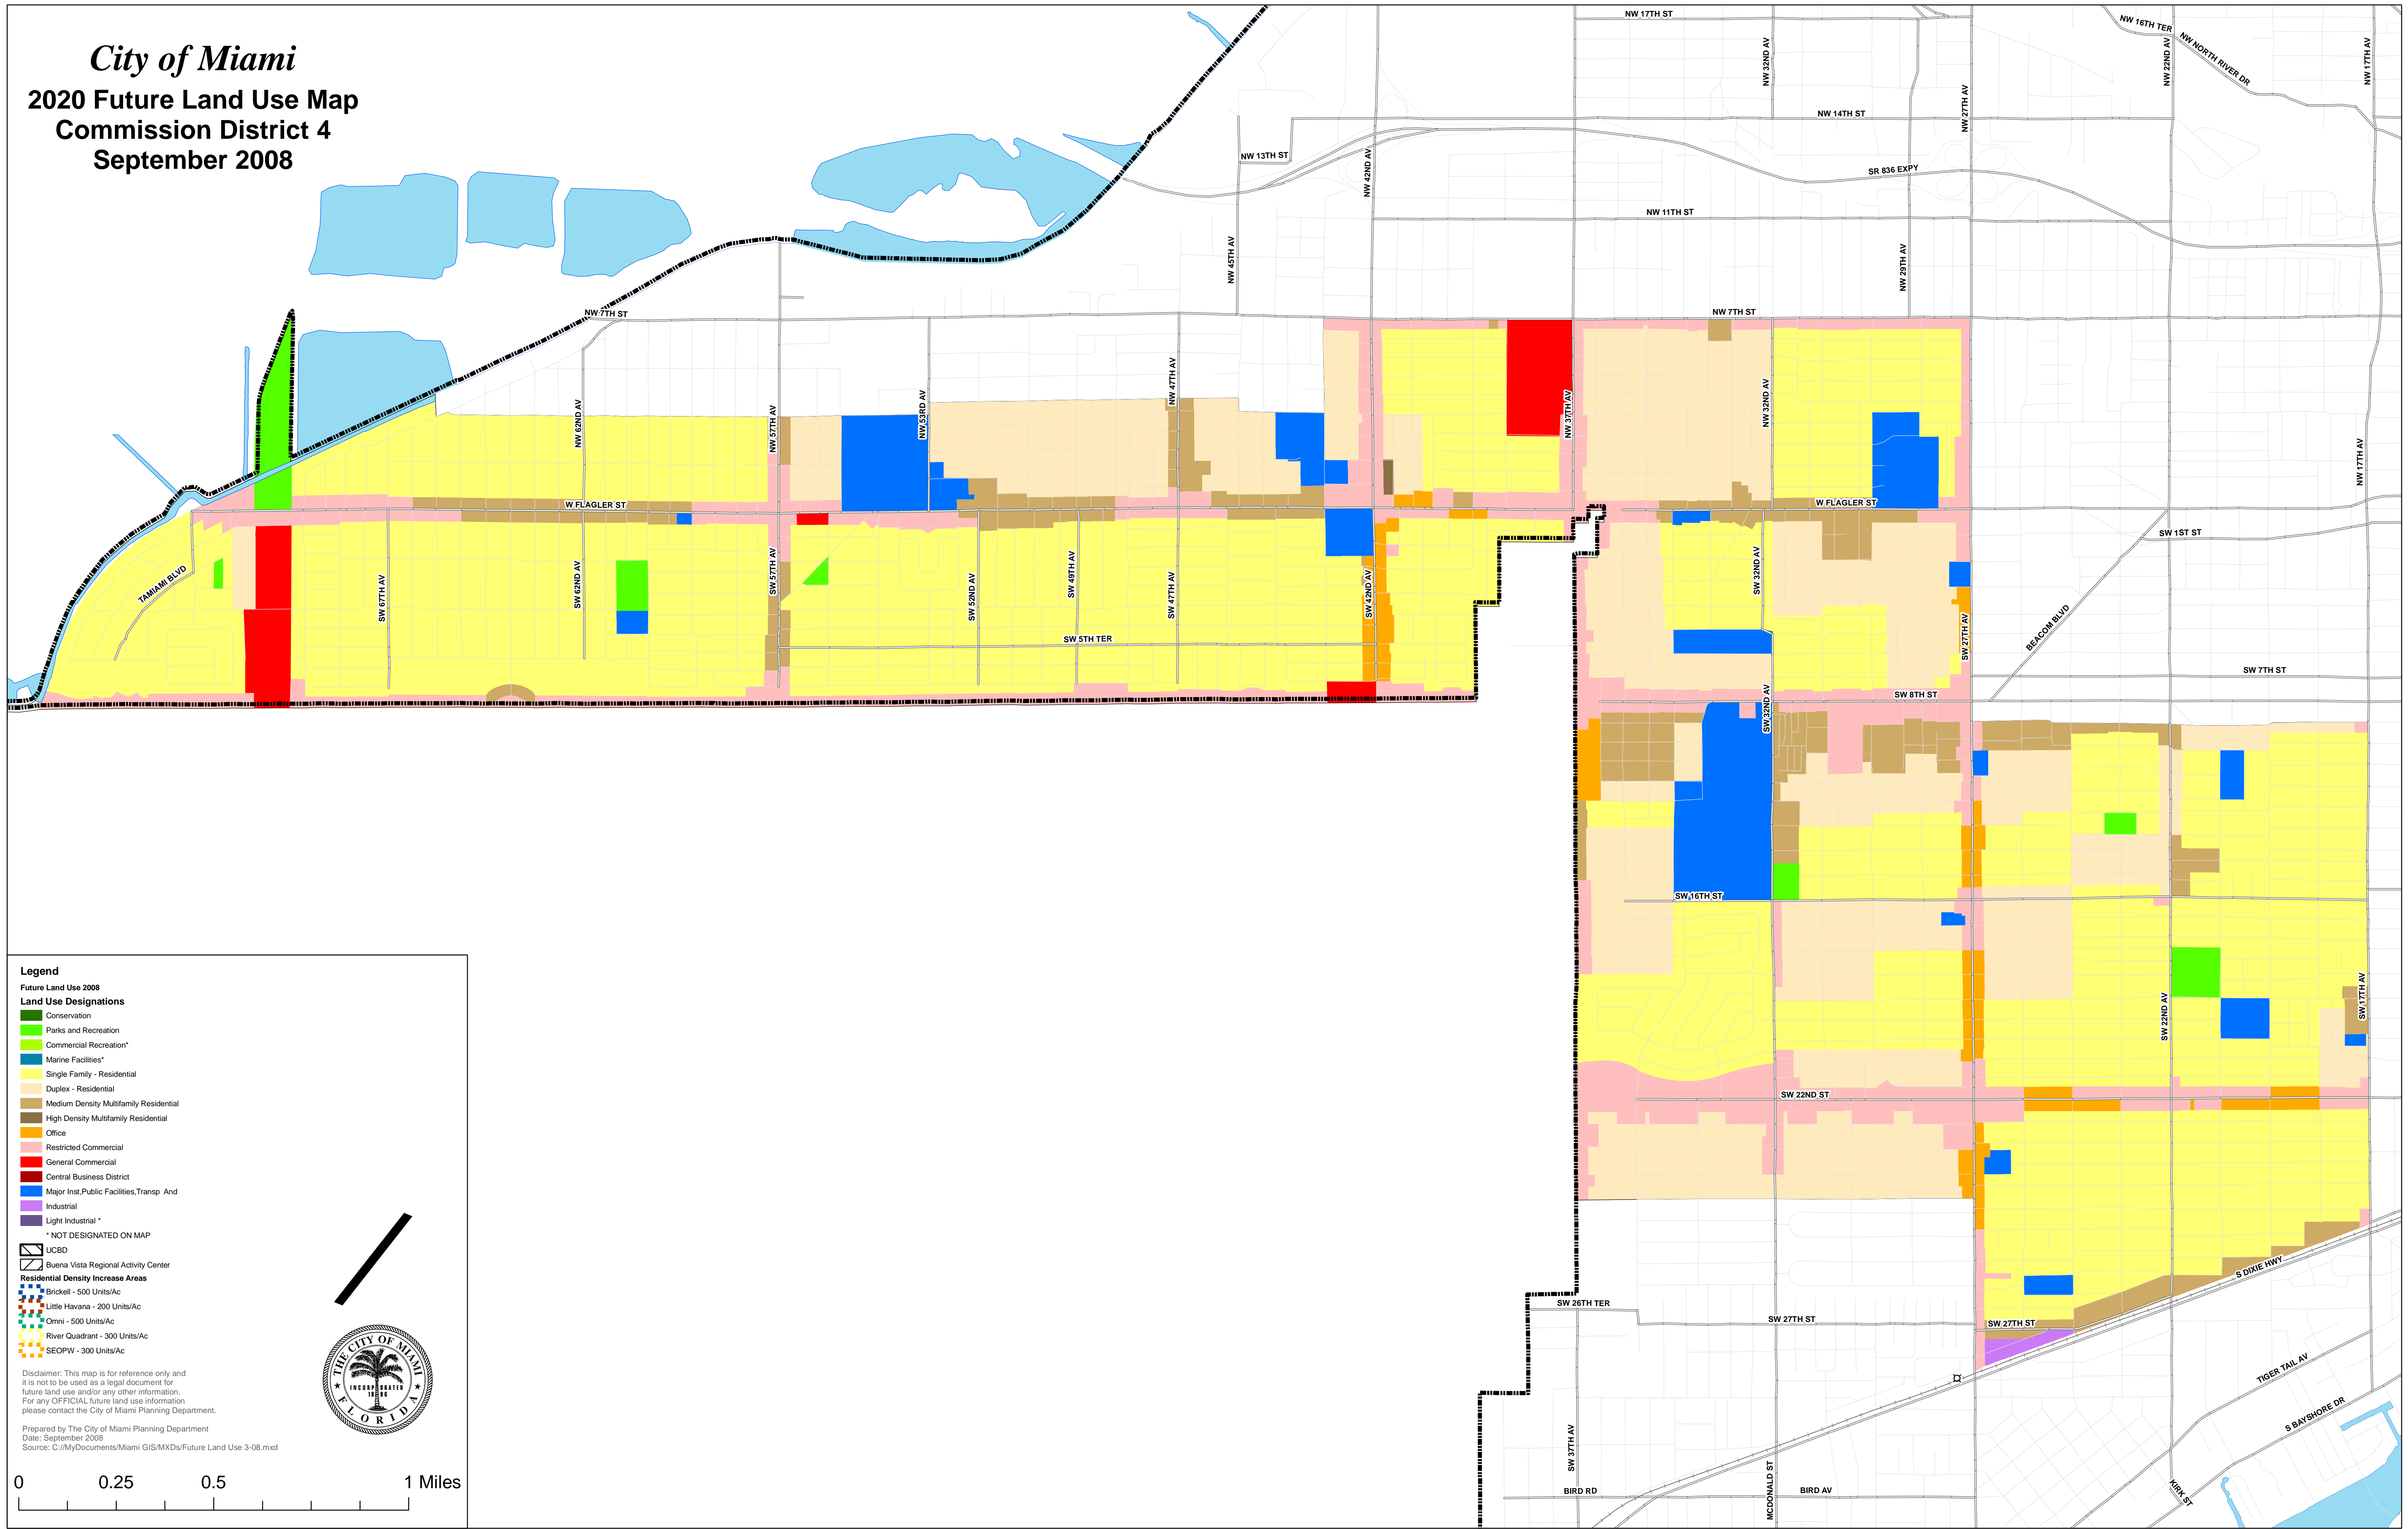 City of Miami
2020 Future Land Use Map
Commission District 4
September 2008
NW 17TH ST
NW 16TH TER
NW NORTH RIVER DR
NW 32ND AV
NW 27TH AV
NW 22ND AV
NW 17TH AV
NW 14TH ST
NW 13TH ST
NW 42ND AV
SR 836 EXPY
NW 11TH ST
NW 45TH AV
NW 29TH AV
NW 7TH ST
NW 7TH ST
NW 62ND AV
NW 57TH AV
NW 53RD AV
NW 47TH AV
NW 37TH AV
NW 32ND AV
NW 17TH AV
W FLAGLER ST
W FLAGLER ST
SW 1ST ST
TAMIAMI BLVD
SW 67TH AV
SW 62ND AV
SW 57TH AV
SW 52ND AV
SW 49TH AV
SW 47TH AV
SW 42ND AV
SW 32ND AV
SW 27TH AV
BEACOM BLVD
SW 5TH TER
SW 7TH ST
SW 8TH ST
SW 32ND AV
SW 16TH ST
SW 22ND AV
SW 17TH AV
SW 22ND ST
S DIXIE HWY
SW 26TH TER
SW 27TH ST
SW 27TH ST
TIGER TAIL AV
S BAYSHORE DR
SW 37TH AV
MCDONALD ST
BIRD RD
BIRD AV
KIRK ST
Legend
Future Land Use 2008
Land Use Designations
Conservation
Parks and Recreation
Commercial Recreation*
Marine Facilities*
Single Family - Residential
Duplex - Residential
Medium Density Multifamily Residential
High Density Multifamily Residential
Office
Restricted Commercial
General Commercial
Central Business District
Major Inst,Public Facilities,Transp And
Industrial
Light Industrial *
* NOT DESIGNATED ON MAP
UCBD
Buena Vista Regional Activity Center
Residential Density Increase Areas
Brickell - 500 Units/Ac
Little Havana - 200 Units/Ac
Omni - 500 Units/Ac
River Quadrant - 300 Units/Ac
SEOPW - 300 Units/Ac
THE CITY OF MIAMI
INCORPORATED
18 96
FLORIDA
Disclaimer: This map is for reference only and
it is not to be used as a legal document for
future land use and/or any other information.
For any OFFICIAL future land use information
please contact the City of Miami Planning Department.
Prepared by The City of Miami Planning Department
Date: September 2008
Source: C://MyDocuments/Miami GIS/MXDs/Future Land Use 3-08.mxd
0 0.25 0.5 1 Miles